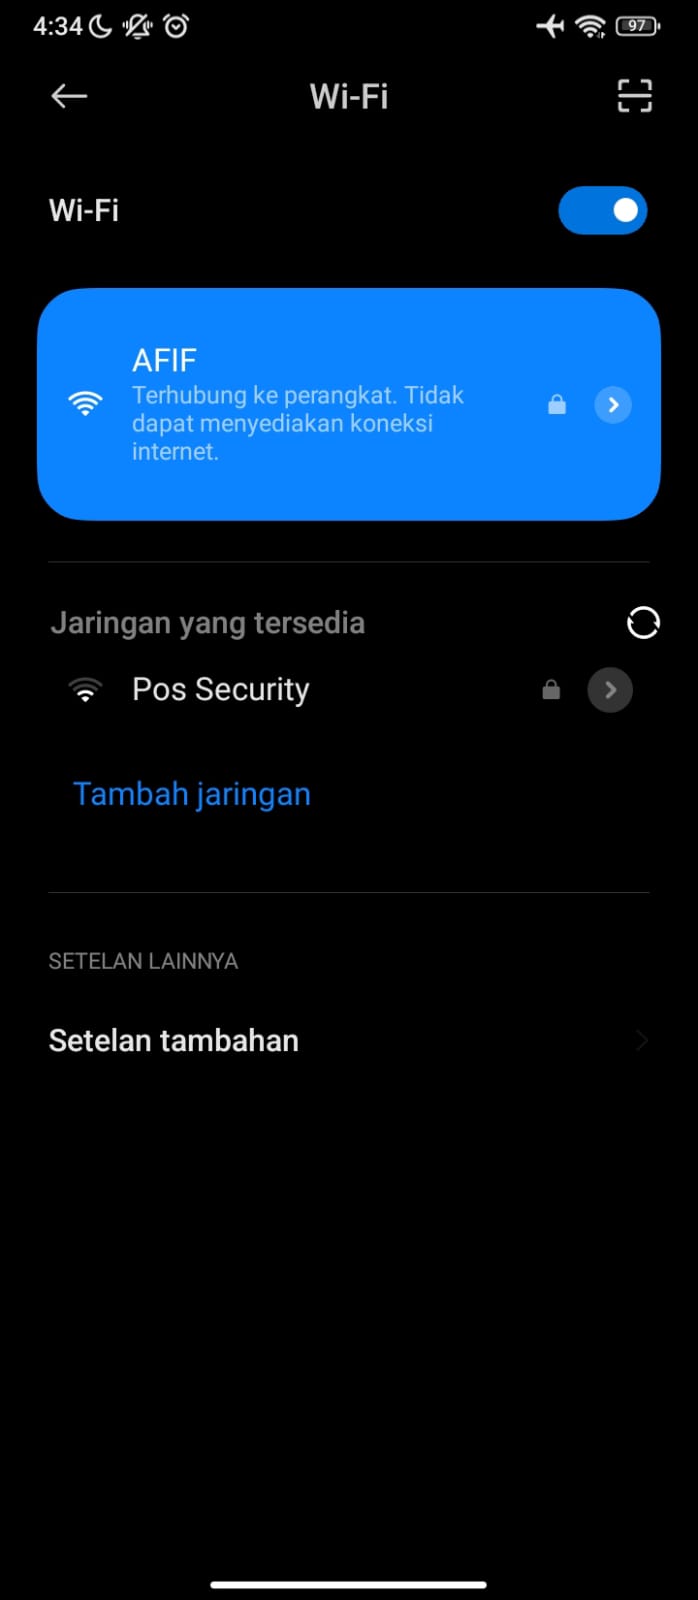 4:34 97
Wi-Fi
Wi-Fi
AFIF
Terhubung ke perangkat. Tidak
dapat menyediakan koneksi
internet.
Jaringan yang tersedia
Pos Security
Tambah jaringan
SETELAN LAINNYA
Setelan tambahan